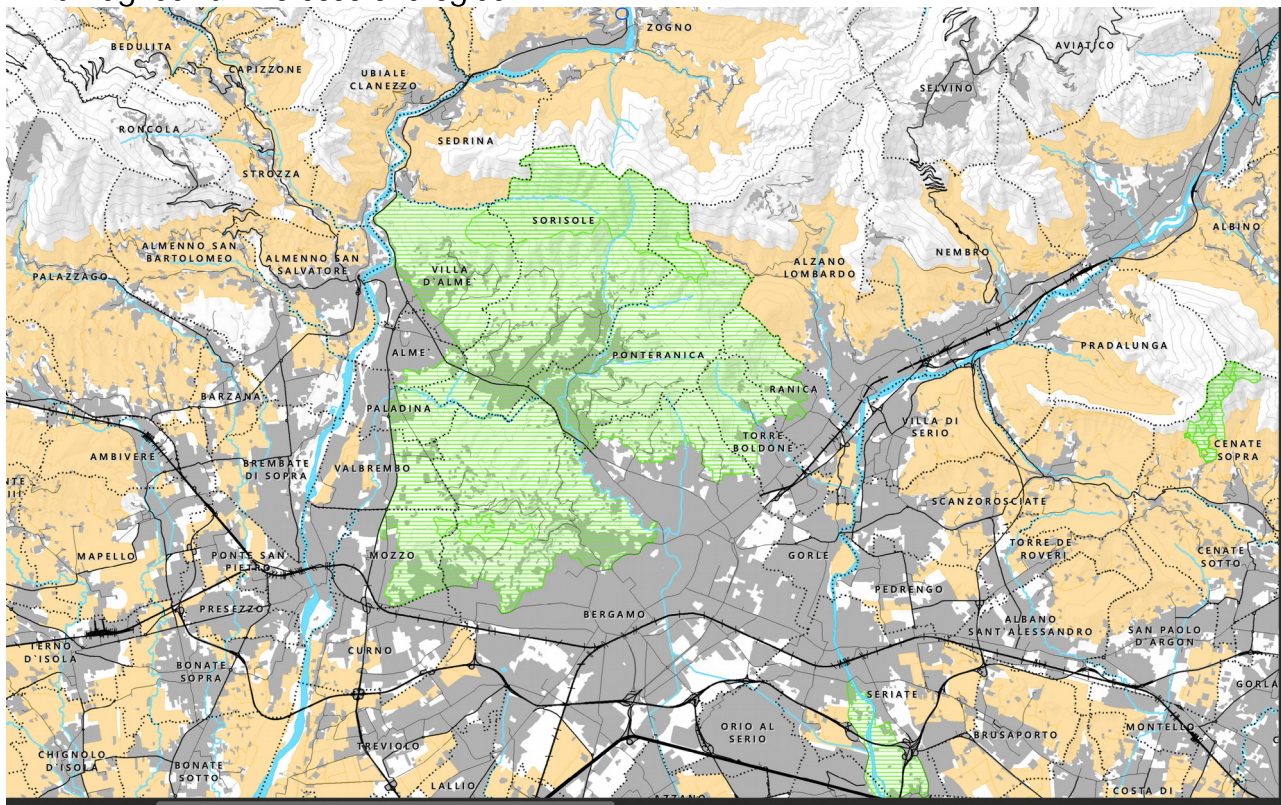 ZOGNO
BEDULITA
AVIATICO
CAPIZZONE
UBIALE
CLANEZZO
SELVINO
RONCOLA
SEDRINA
STROZZA
SORISOLE
ALBINO
ALMENNO SAN
BARTOLOMEO
ALMENNO SAN
SALVATORE
NEMBRO
ALZANO
LOMBARDO
PALAZZAGO
VILLA
D'ALME'
PRADALUNGA
ALME'
PONTERANICA
RANICA
BARZANA
PALADINA
VILLA DI
SERIO
TORRE
BOLDONE
CENATE
SOPRA
AMBIVERE
BREMBATE
DI SOPRA
VALBREMBO
SCANZOROSCIATE
MAPELLO
PONTE SAN
PIETRO
MOZZO
GORLE
TORRE DE'
ROVERI
CENATE
SOTTO
PEDRENGO
PRESEZZO
BERGAMO
ALBANO
SANT'ALESSANDRO
SAN PAOLO
D'ARGON
TERNO
D'ISOLA
CURNO
BONATE
SOPRA
GORLA
SERIATE
ORIO AL
SERIO
MONTELLO
BRUSAPORTO
TREVIOLO
CHIGNOLO
D'ISOLA
BONATE
SOTTO
LALLIO
COSTA DI